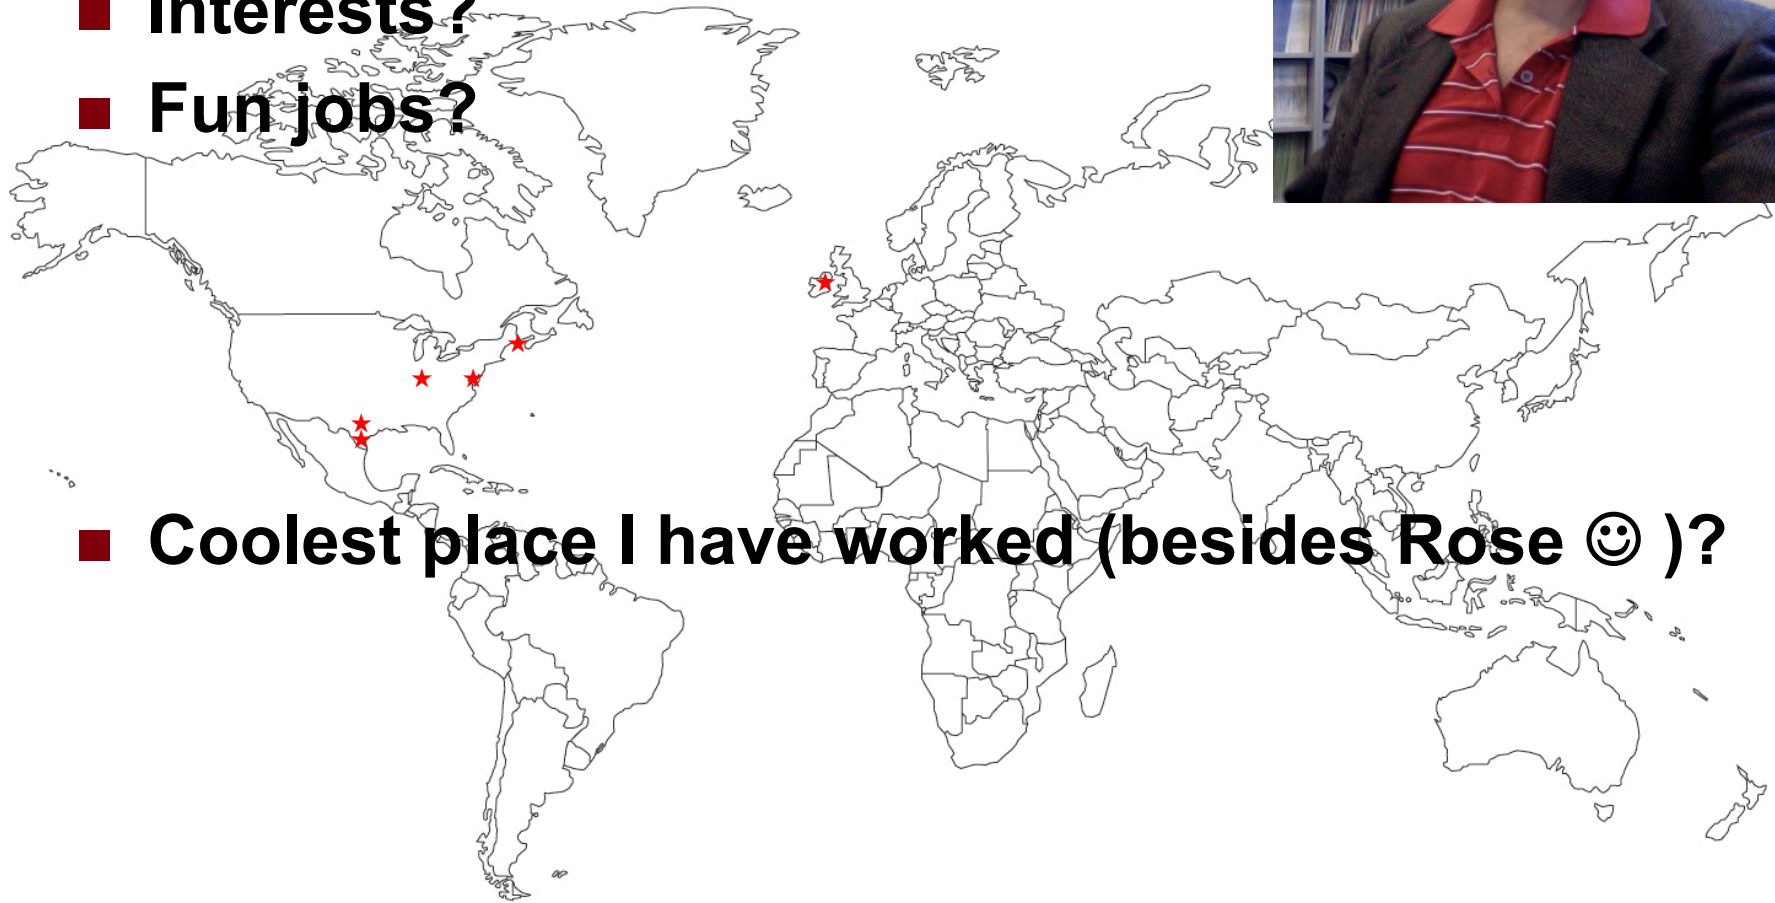 Interests?
Fun jobs?
Coolest place I have worked (besides Rose ☺ )?